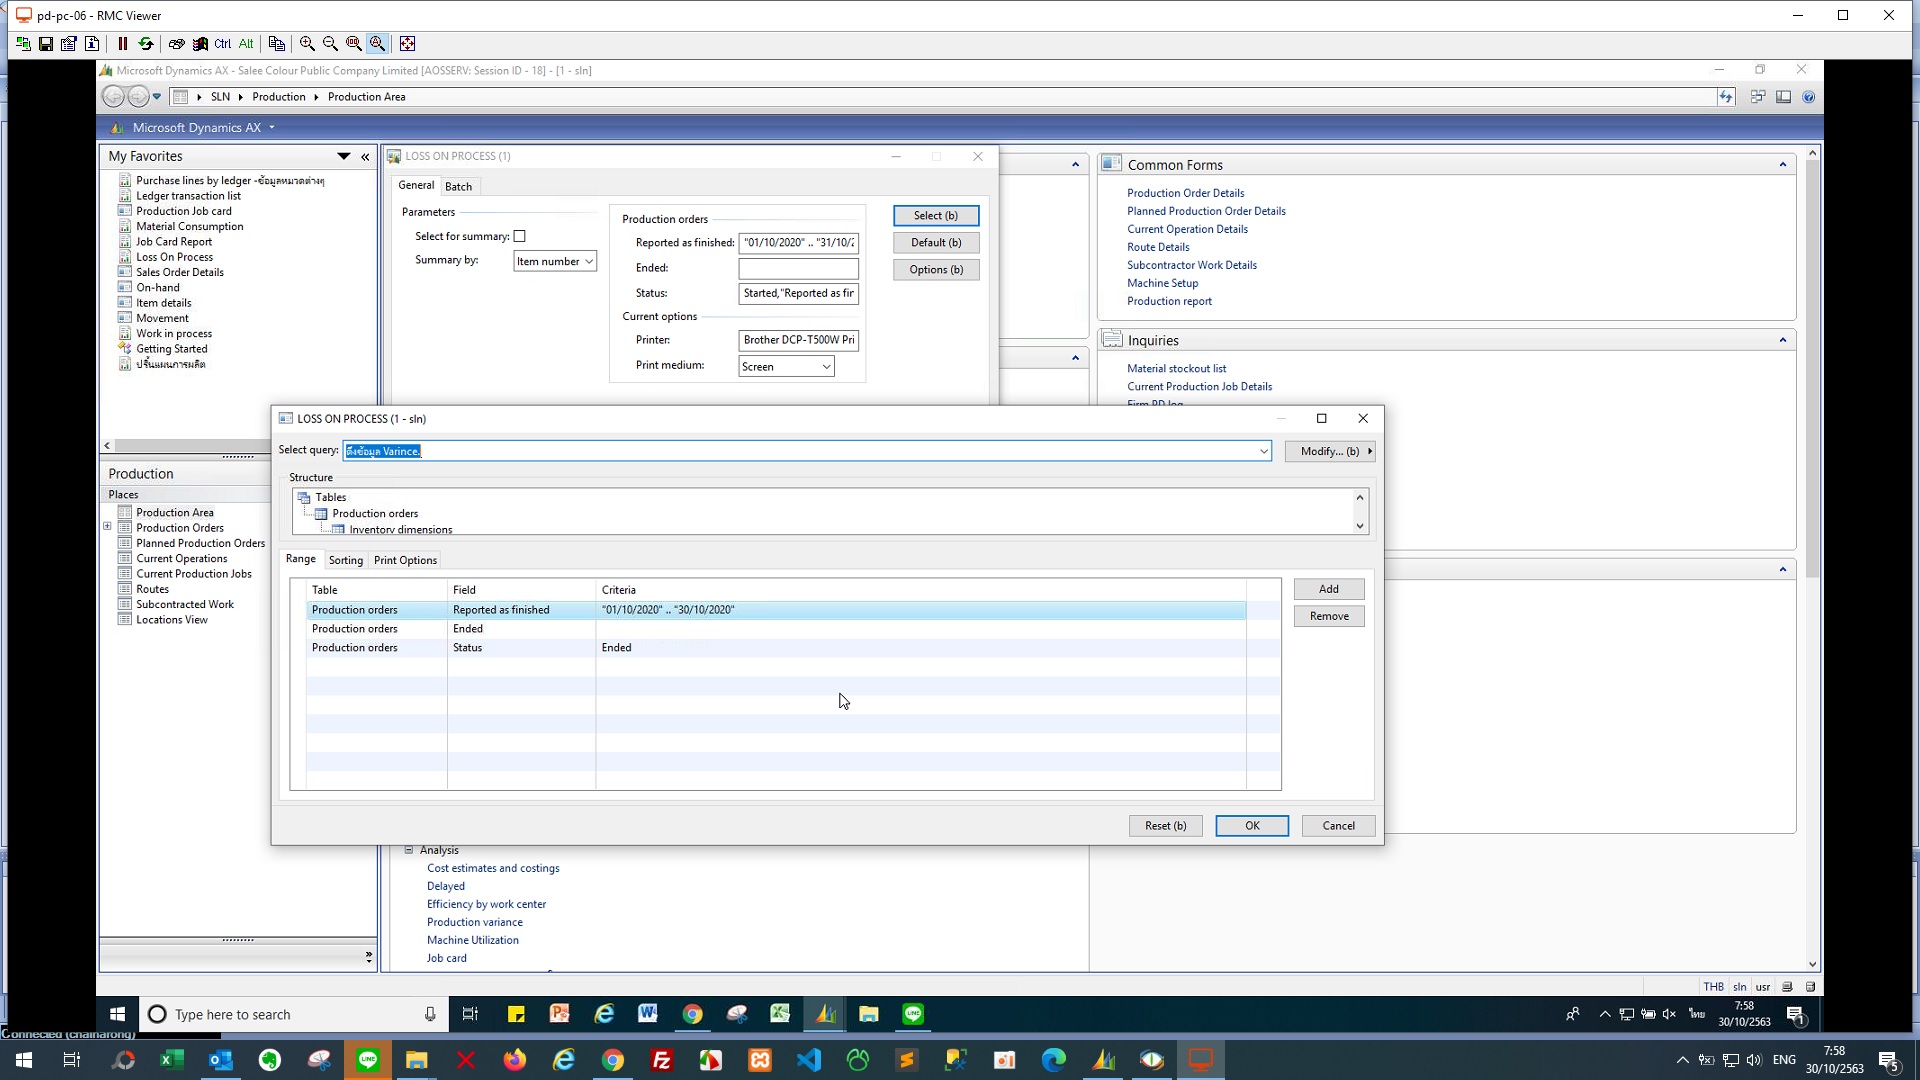 pd-pc-06 - RMC Viewer
Ctrl Alt
Microsoft Dynamics AX - Salee Colour Public Company Limited [AOSSERV: Session ID - 18] - [1 - sln]
SLN Production Production Area
Microsoft Dynamics AX
My Favorites
Purchase lines by ledger -ข้อมูลหมวดต่างๆ
Ledger transaction list
Production Job card
Material Consumption
Job Card Report
Loss On Process
Sales Order Details
On-hand
Item details
Movement
Work in process
Getting Started
ปริ๊นแผนการผลิต
Production
Places
Production Area
Production Orders
Planned Production Orders
Current Operations
Current Production Jobs
Routes
Subcontracted Work
Locations View
LOSS ON PROCESS (1)
General Batch
Parameters
Select for summary:
Summary by: Item number
Production orders
Reported as finished: "01/10/2020" .. "31/10/2
Ended:
Status: Started,"Reported as fin
Current options
Printer: Brother DCP-T500W Pri
Print medium: Screen
Select (b)
Default (b)
Options (b)
Common Forms
Production Order Details
Planned Production Order Details
Current Operation Details
Route Details
Subcontractor Work Details
Machine Setup
Production report
Inquiries
Material stockout list
Current Production Job Details
Firm PD log
LOSS ON PROCESS (1 - sln)
Select query: ดึงข้อมูล Varince. Modify... (b)
Structure
Tables
Production orders
Inventory dimensions
Range Sorting Print Options
Table Field Criteria
Production orders Reported as finished "01/10/2020" .. "30/10/2020"
Production orders Ended
Production orders Status Ended
Add
Remove
Reset (b) OK Cancel
Analysis
Cost estimates and costings
Delayed
Efficiency by work center
Production variance
Machine Utilization
Job card
THB sln usr
Type here to search
ไทย 7:58
30/10/2563 1
Connected (chainarong)
ENG 7:58
30/10/2563 5